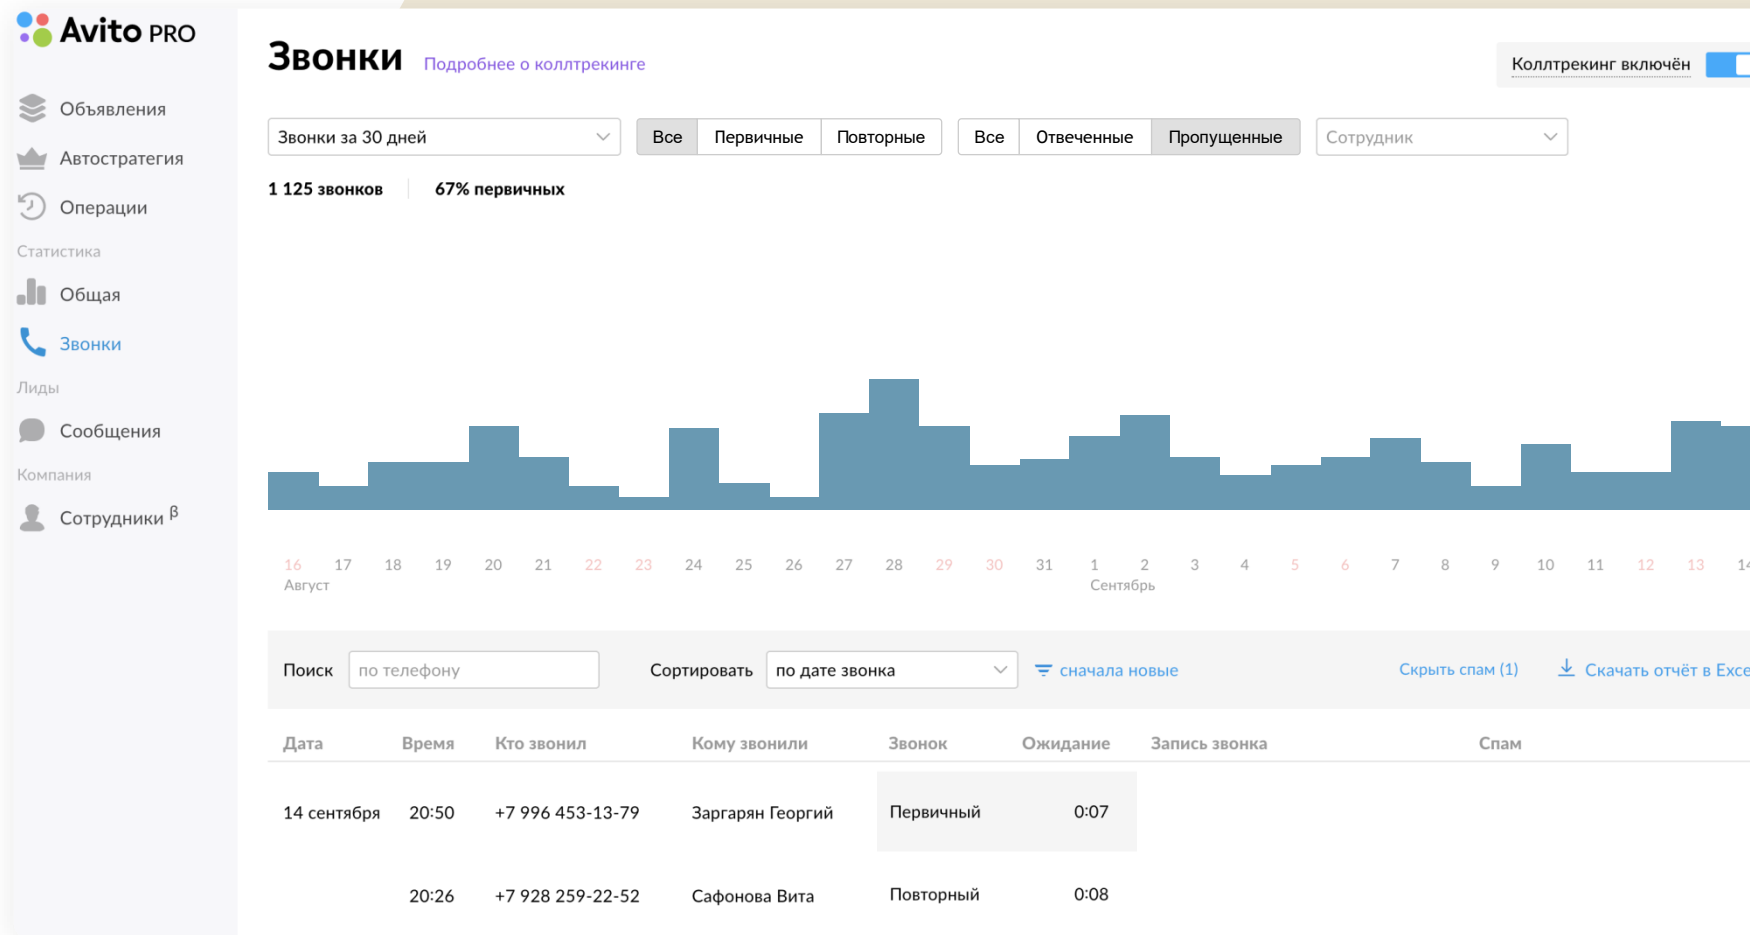 Avito PRO
Объявления
Автостратегия
Операции
Статистика
Общая
Звонки
Лиды
Сообщения
Компания
Сотрудники β
Звонки
Подробнее о коллтрекинге
Коллтрекинг включён
Звонки за 30 дней
Все Первичные Повторные
Все Отвеченные Пропущенные
Сотрудник
1 125 звонков 67% первичных
16 17 18 19 20 21 22 23 24 25 26 27 28 29 30 31 1 2 3 4 5 6 7 8 9 10 11 12 13 14
Август Сентябрь
Поиск по телефону Сортировать по дате звонка сначала новые Скрыть спам (1) Скачать отчёт в Exce
Дата Время Кто звонил Кому звонили Звонок Ожидание Запись звонка Спам
14 сентября 20:50 +7 996 453-13-79 Заргарян Георгий Первичный 0:07
20:26 +7 928 259-22-52 Сафонова Вита Повторный 0:08